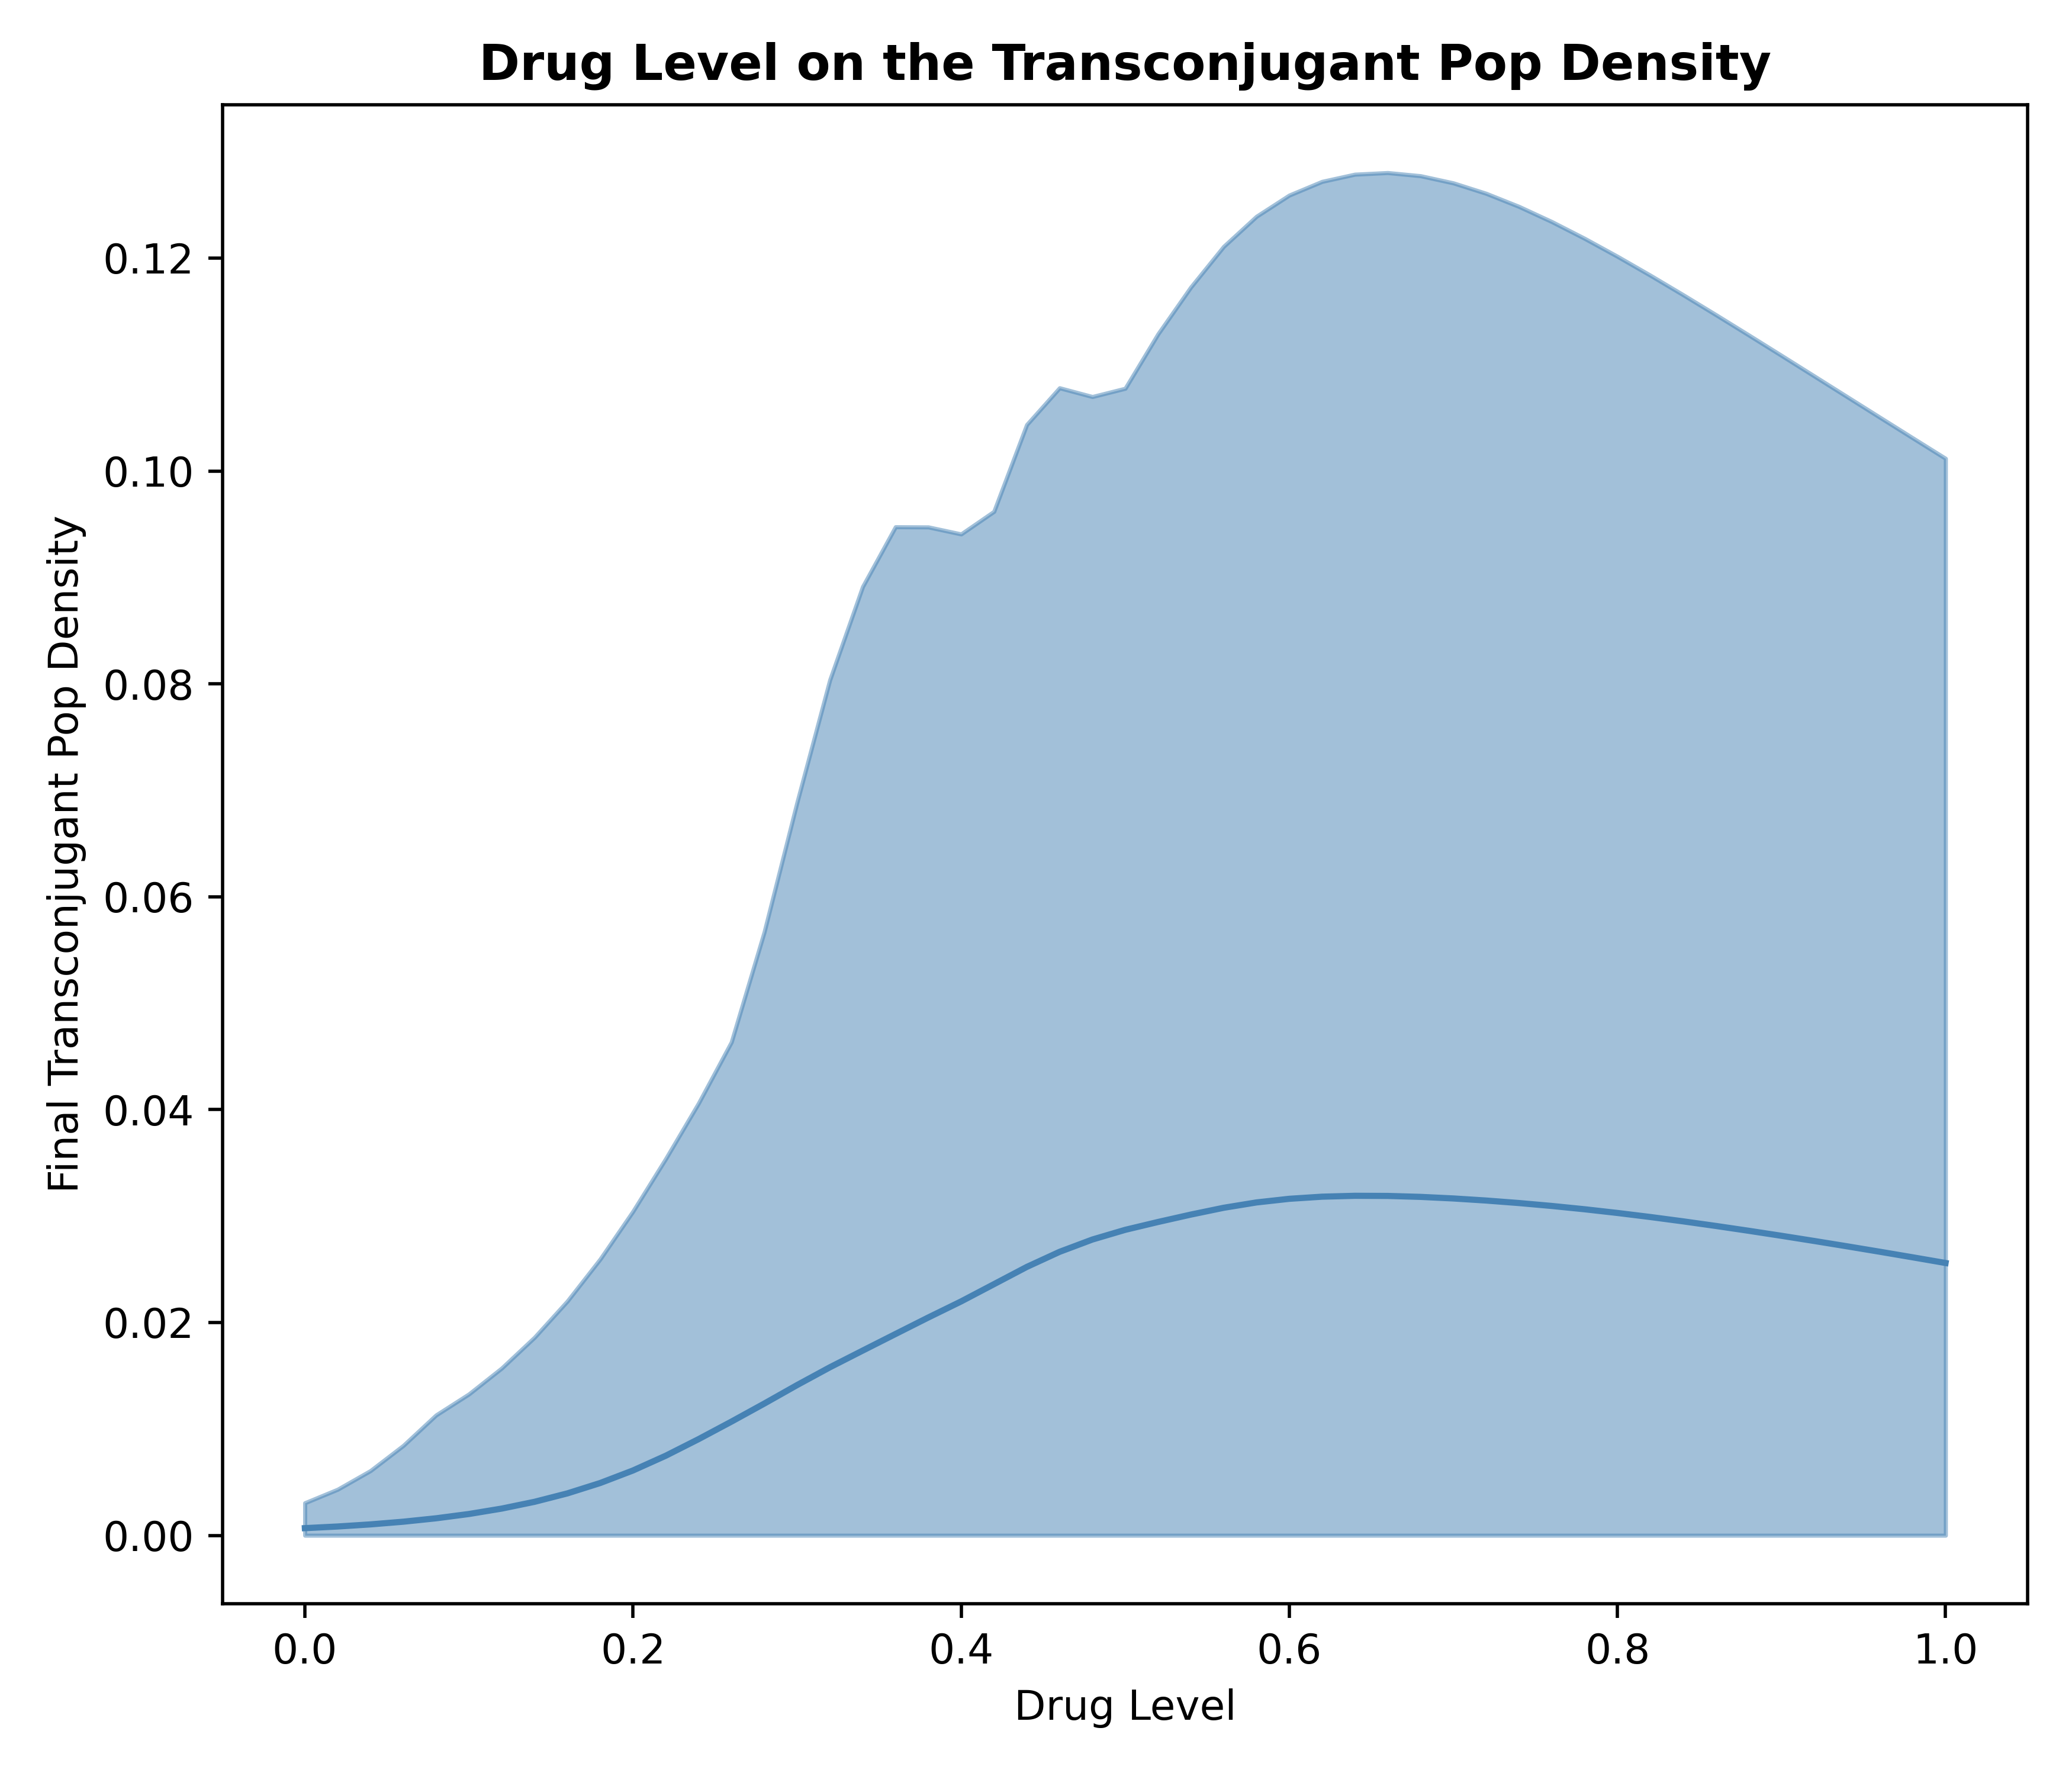 Drug Level on the Transconjugant Pop Density
Final Transconjugant Pop Density
0.12
0.10
0.08
0.06
0.04
0.02
0.00
0.0 0.2 0.4 0.6 0.8 1.0
Drug Level